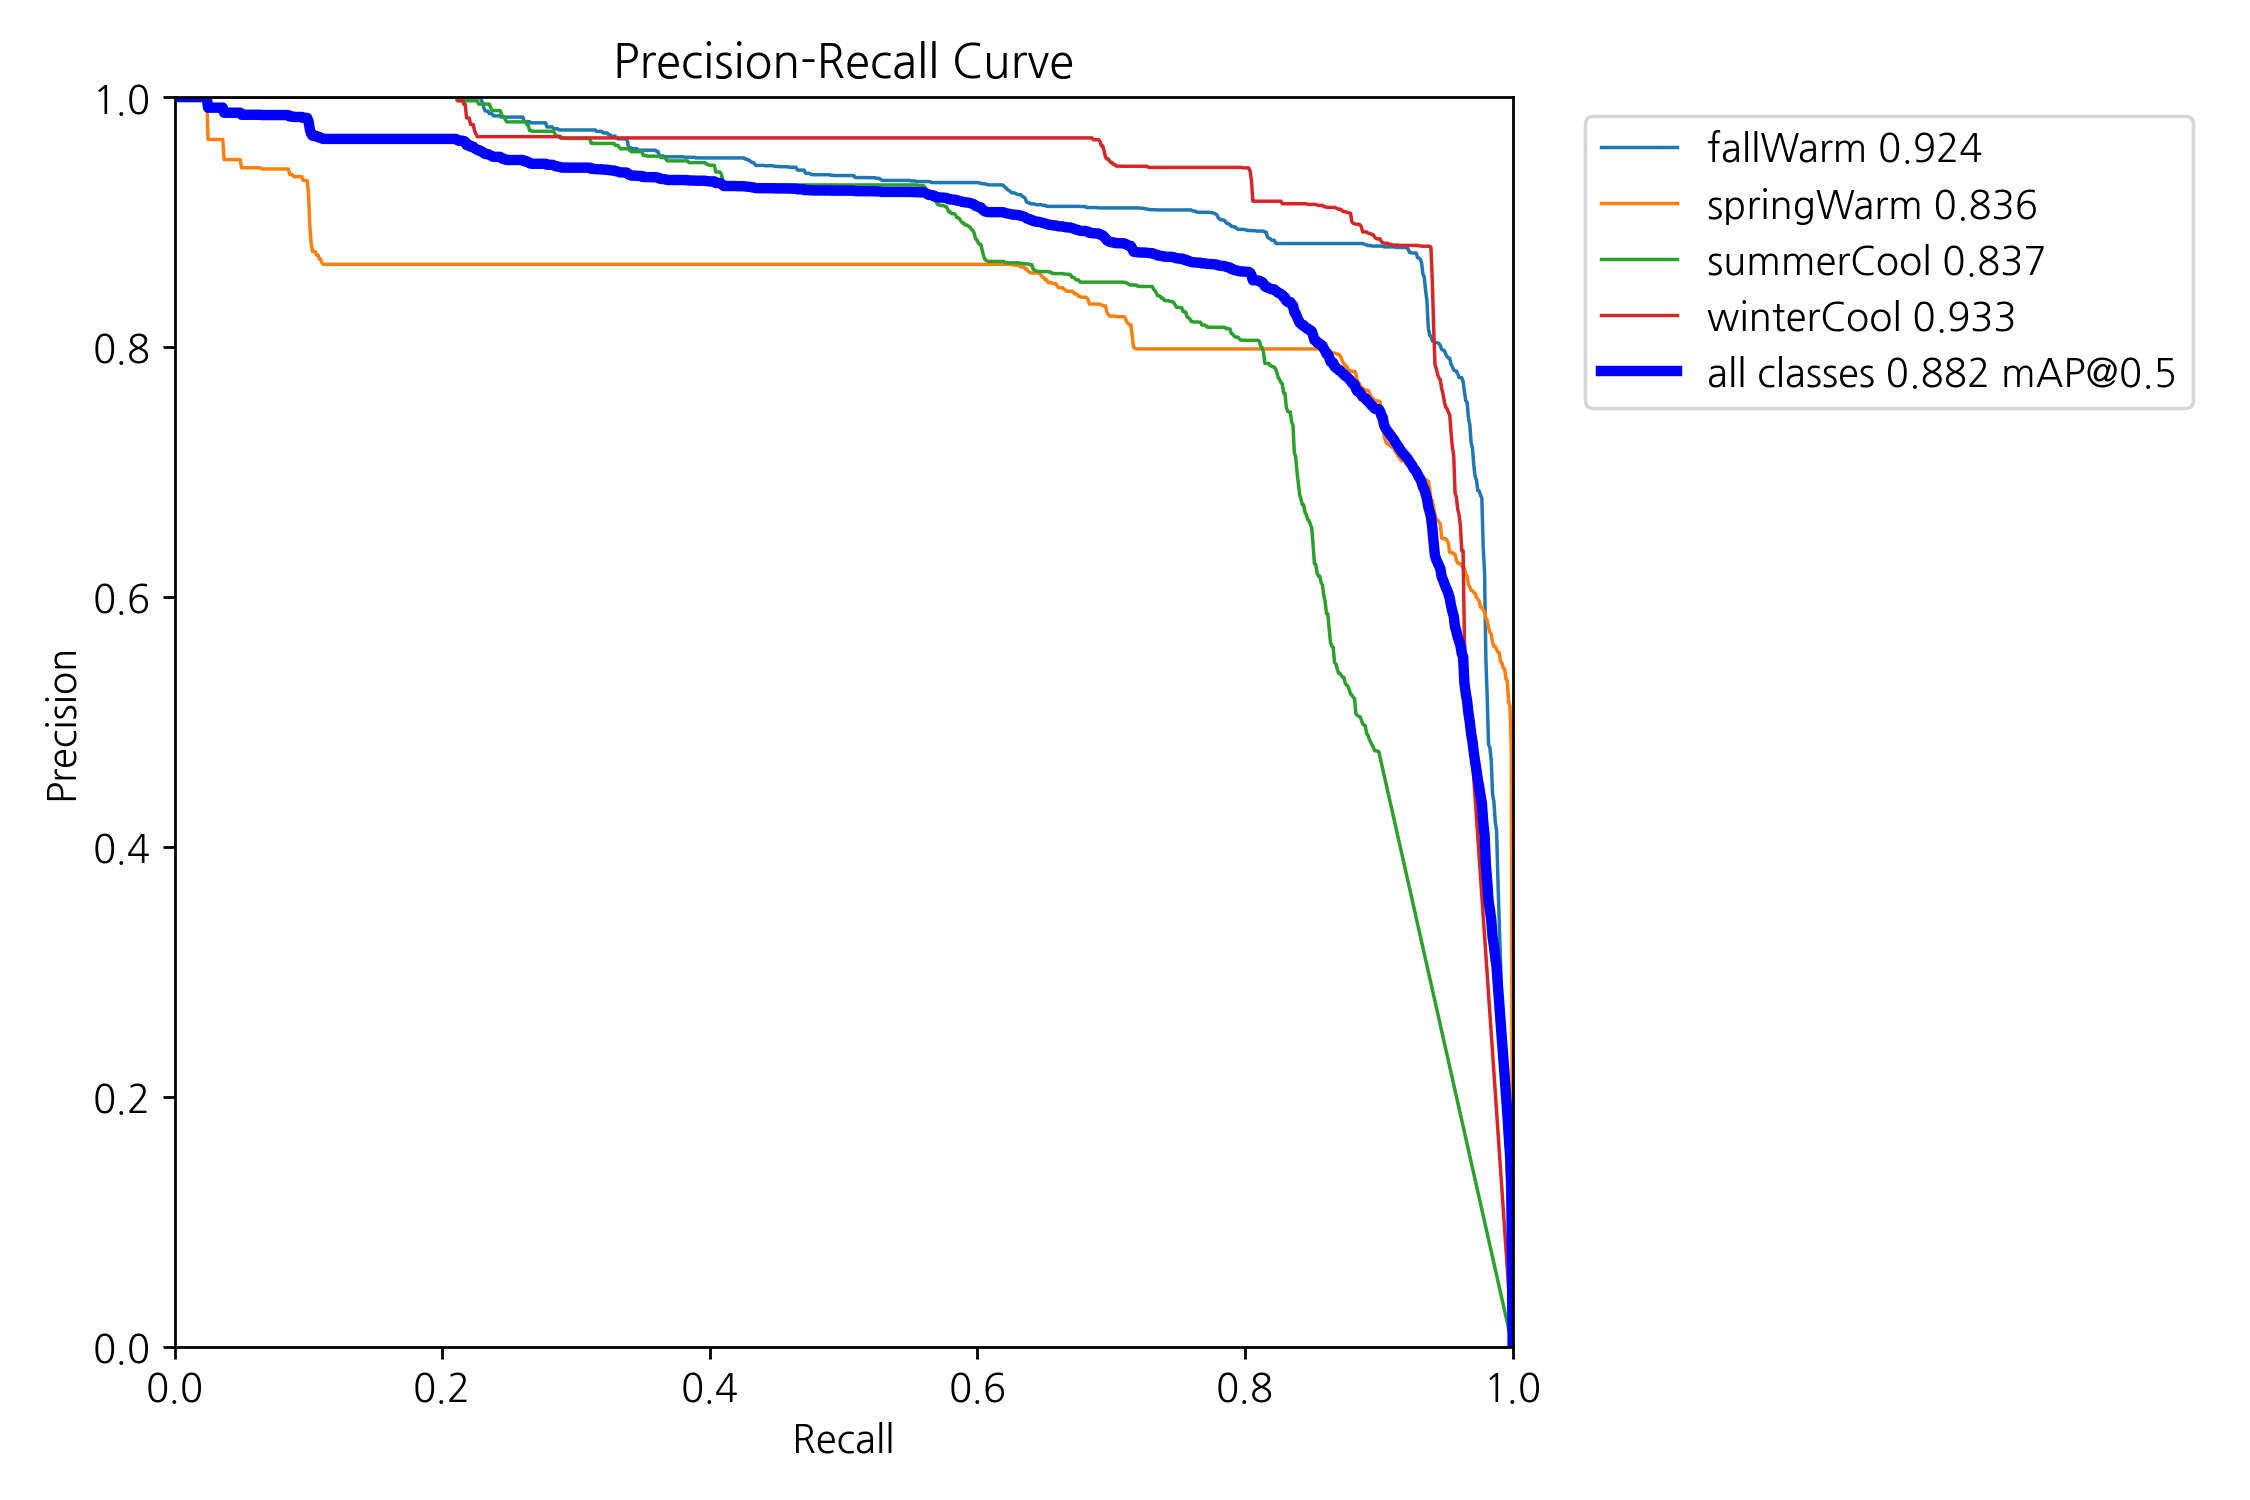 Precision-Recall Curve
1.0
0.8
0.6
0.4
0.2
0.0
Precision
0.0 0.2 0.4 0.6 0.8 1.0
Recall
fallWarm 0.924
springWarm 0.836
summerCool 0.837
winterCool 0.933
all classes 0.882 mAP@0.5